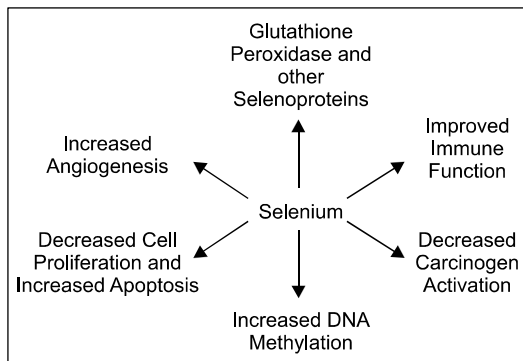 Glutathione
Peroxidase and
other
Selenoproteins
Increased
Angiogenesis
Improved
Immune
Function
Selenium
Decreased Cell
Proliferation and
Increased Apoptosis
Decreased
Carcinogen
Activation
Increased DNA
Methylation